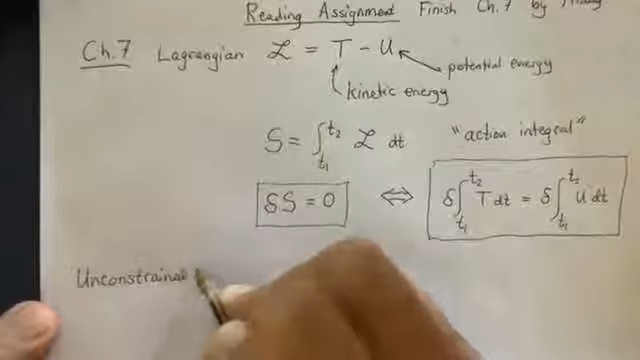 Reading Assignment Finish Ch. 7 by
Ch. 7 Lagrangian ℒ = T - U
potential energy
kinetic energy
S = ∫_{t₁}^{t₂} ℒ dt "action integral"
δS = 0 ⇔ δ∫_{t₁}^{t₂} T dt = δ∫_{t₁}^{t₂} U dt
Unconstrained